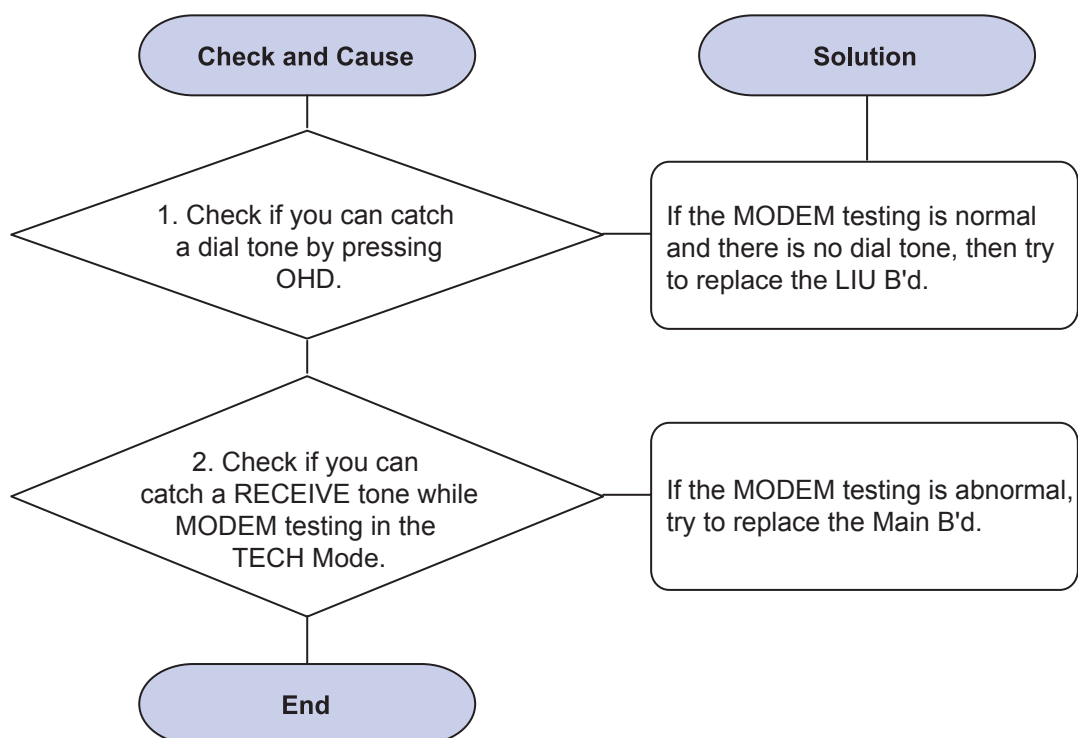 Check and Cause
Solution
1. Check if you can catch
a dial tone by pressing
OHD.
If the MODEM testing is normal
and there is no dial tone, then try
to replace the LIU B'd.
2. Check if you can
catch a RECEIVE tone while
MODEM testing in the
TECH Mode.
If the MODEM testing is abnormal,
try to replace the Main B'd.
End